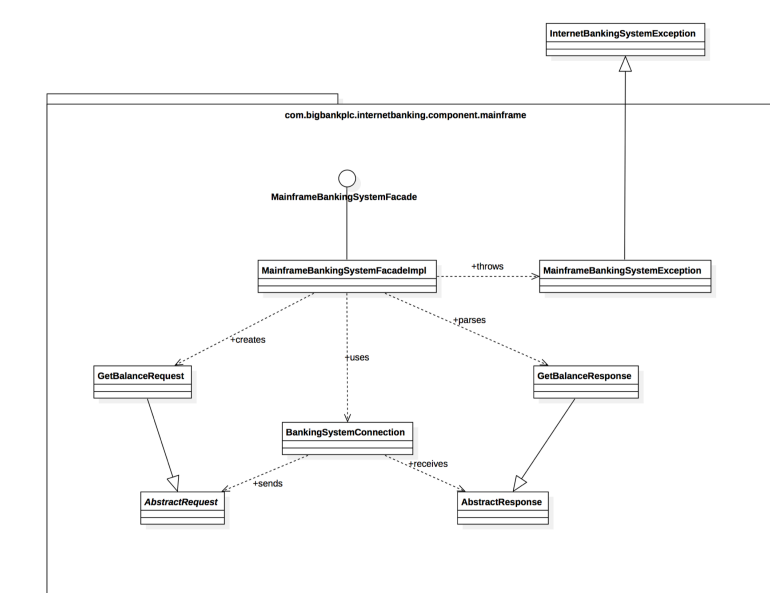 InternetBankingSystemException
com.bigbankplc.internetbanking.component.mainframe
MainframeBankingSystemFacade
MainframeBankingSystemFacadeImpl
+throws
MainframeBankingSystemException
+creates
+uses
+parses
GetBalanceRequest
GetBalanceResponse
BankingSystemConnection
+sends
+receives
AbstractRequest
AbstractResponse